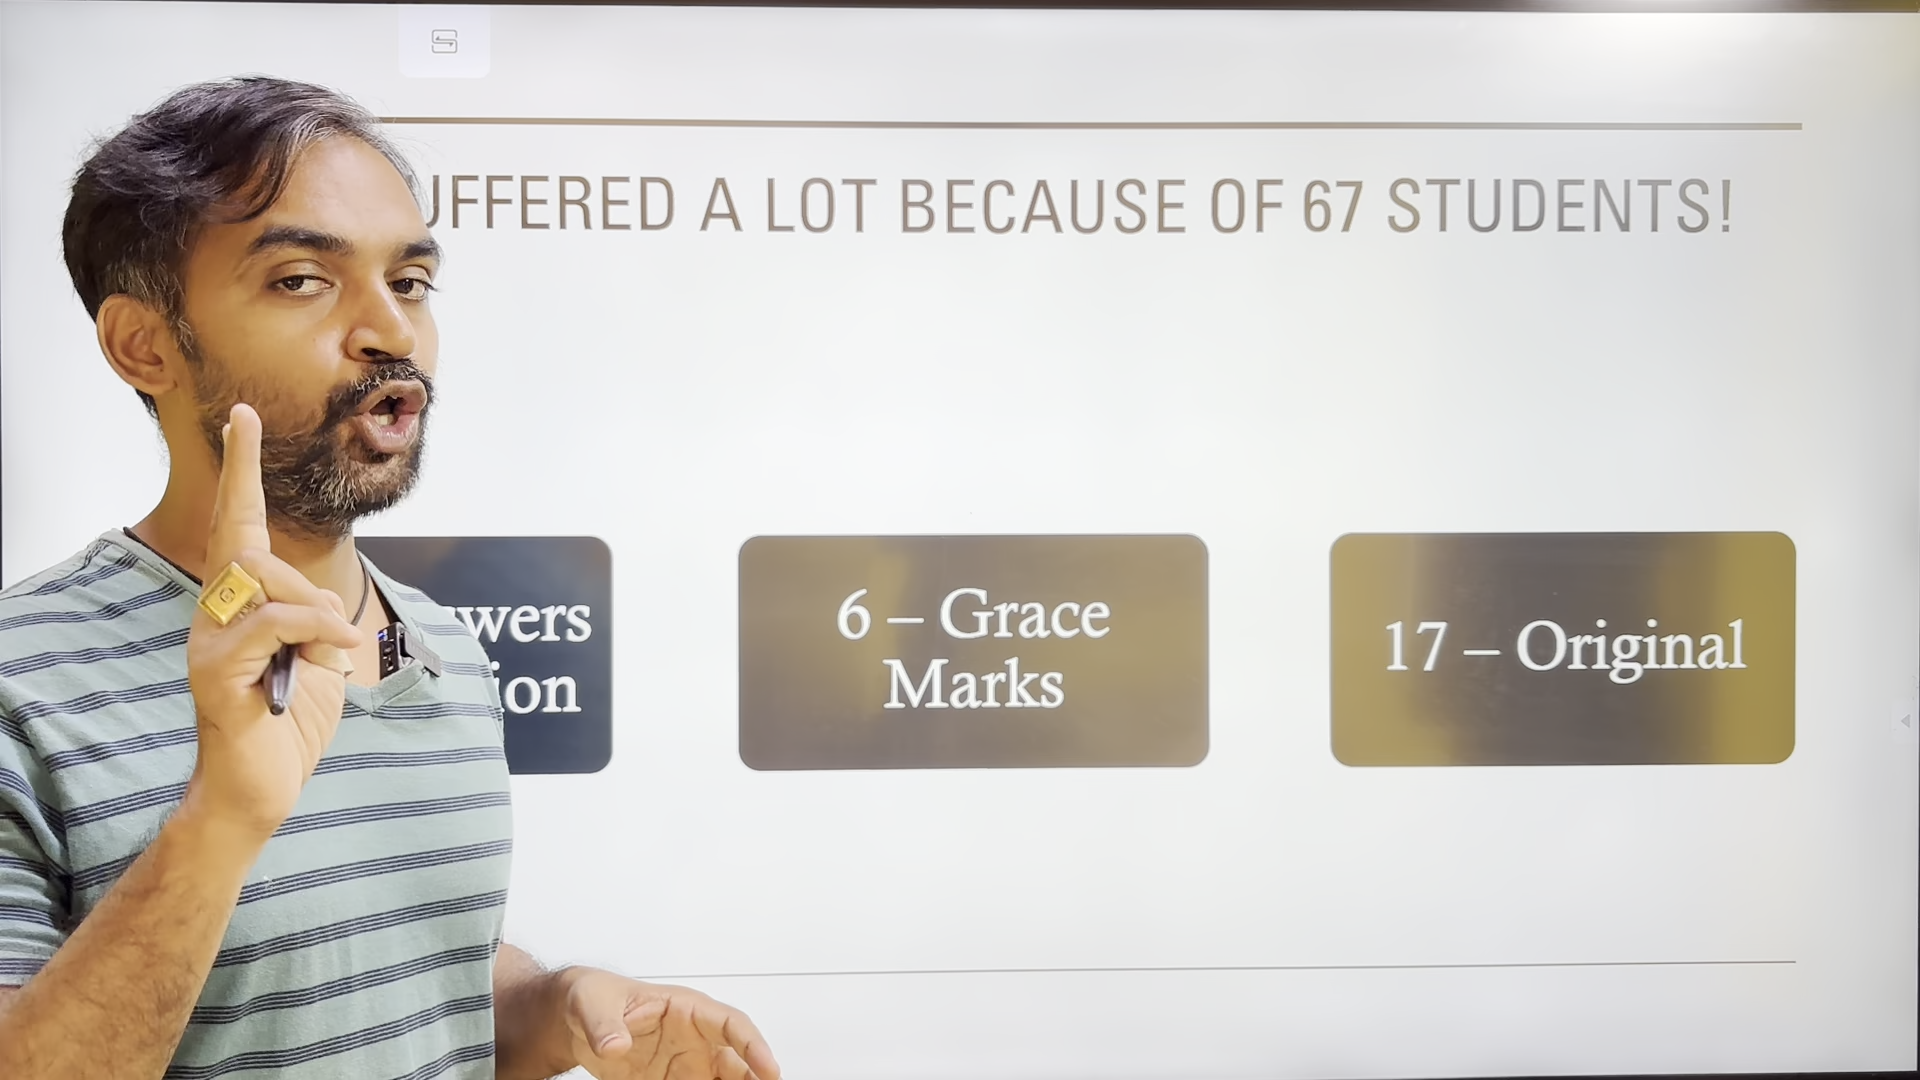 UFFERED A LOT BECAUSE OF 67 STUDENTS!
wers
ion
6 – Grace
Marks
17 – Original